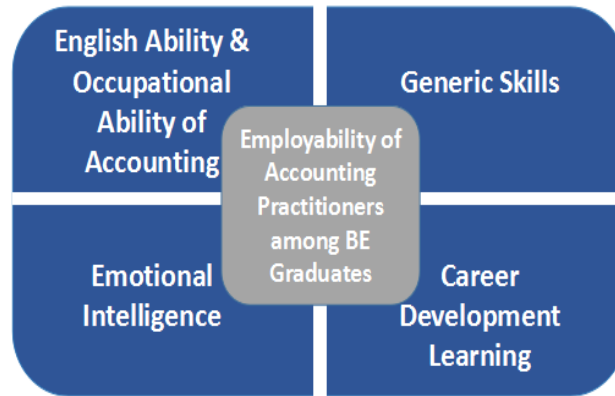 English Ability &
Occupational
Ability of
Accounting
Generic Skills
Employability of
Accounting
Practitioners
among BE
Graduates
Emotional
Intelligence
Career
Development
Learning